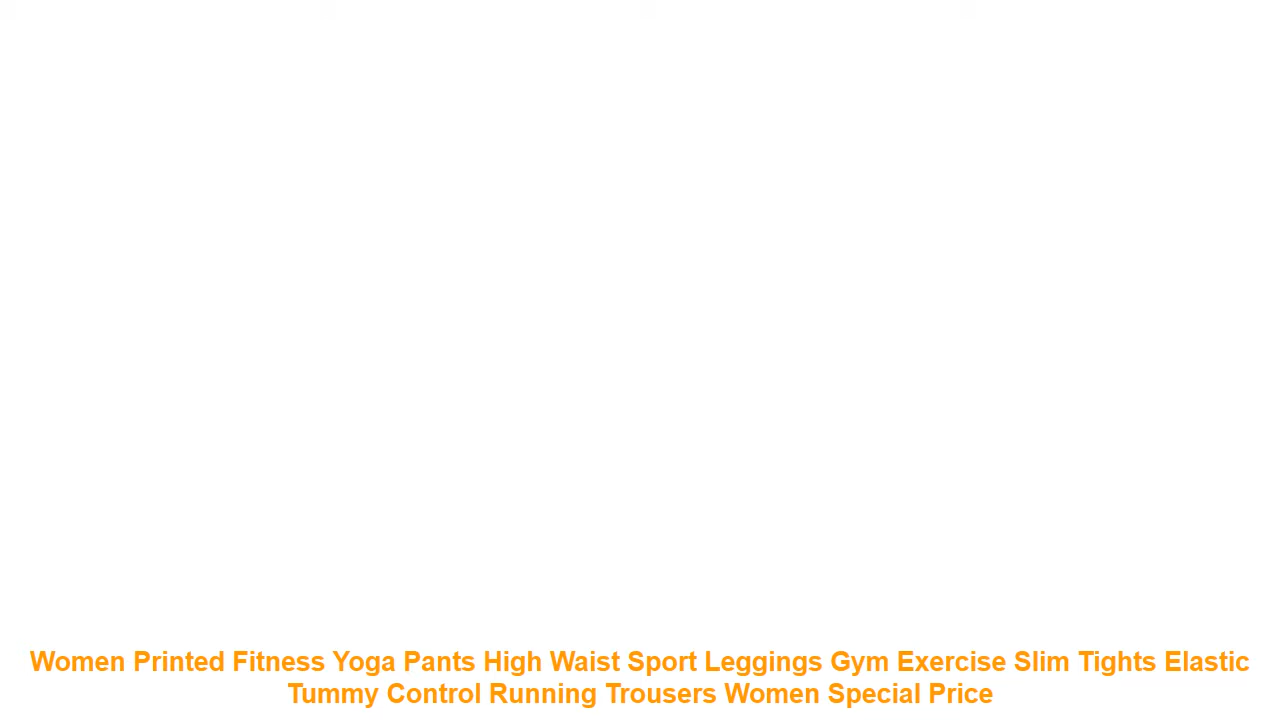 Women Printed Fitness Yoga Pants High Waist Sport Leggings Gym Exercise Slim Tights Elastic
Tummy Control Running Trousers Women Special Price